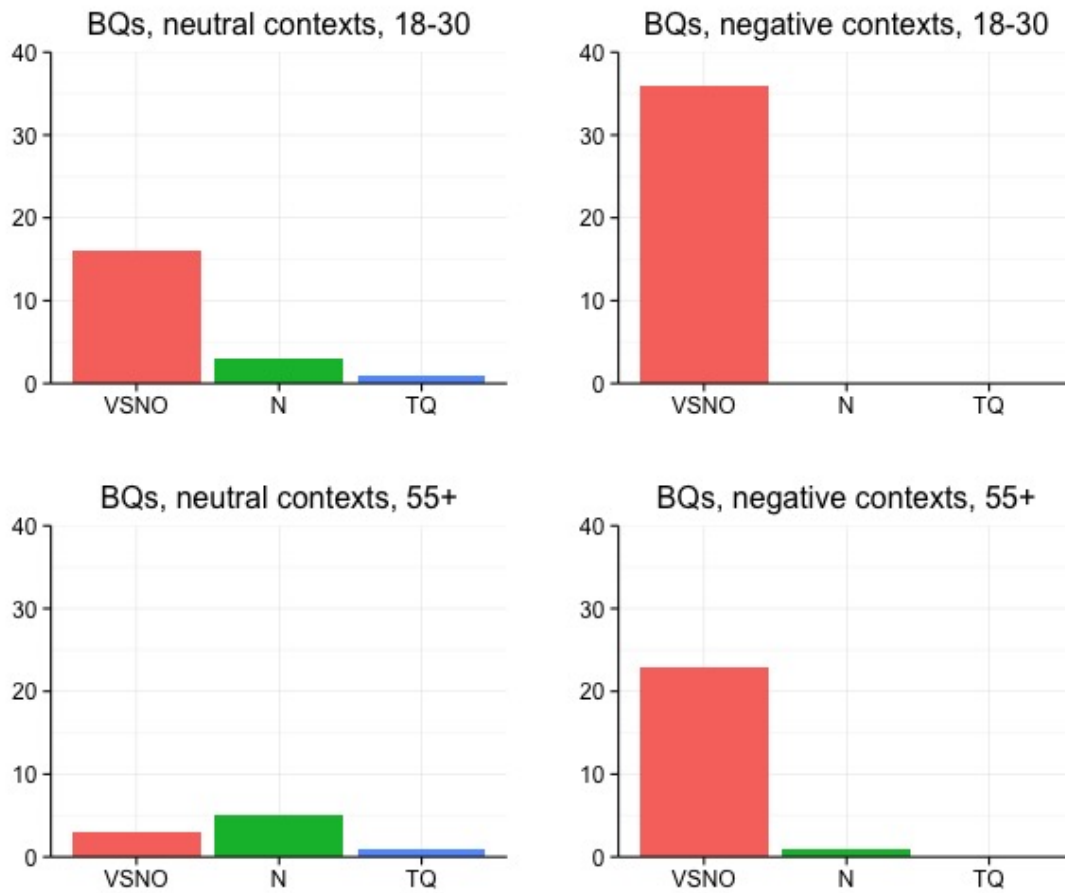 BQs, neutral contexts, 18-30
40
30
20
10
0
VSNO N TQ
BQs, negative contexts, 18-30
40
30
20
10
0
VSNO N TQ
BQs, neutral contexts, 55+
40
30
20
10
0
VSNO N TQ
BQs, negative contexts, 55+
40
30
20
10
0
VSNO N TQ